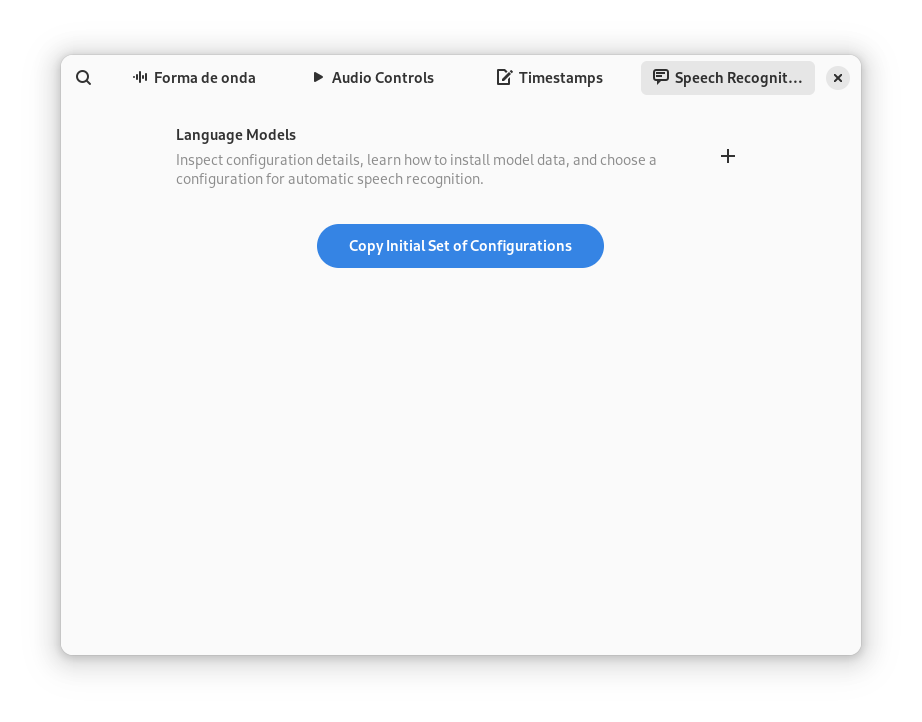 Forma de onda
Audio Controls
Timestamps
Speech Recognit…
Language Models
Inspect configuration details, learn how to install model data, and choose a
configuration for automatic speech recognition.
Copy Initial Set of Configurations